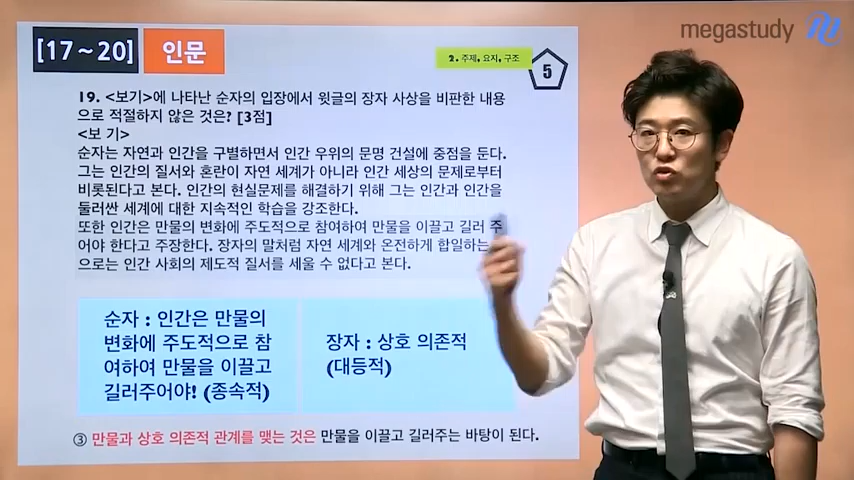 megastudy
[17~20] 인문
2. 주제, 요지, 구조
5
19. <보기>에 나타난 순자의 입장에서 윗글의 장자 사상을 비판한 내용
으로 적절하지 않은 것은? [3점]
<보 기>
순자는 자연과 인간을 구별하면서 인간 우위의 문명 건설에 중점을 둔다.
그는 인간의 질서와 혼란이 자연 세계가 아니라 인간 세상의 문제로부터
비롯된다고 본다. 인간의 현실문제를 해결하기 위해 그는 인간과 인간을
둘러싼 세계에 대한 지속적인 학습을 강조한다.
또한 인간은 만물의 변화에 주도적으로 참여하여 만물을 이끌고 길러 주
어야 한다고 주장한다. 장자의 말처럼 자연 세계와 온전하게 합일하는
으로는 인간 사회의 제도적 질서를 세울 수 없다고 본다.
순자 : 인간은 만물의
변화에 주도적으로 참
여하여 만물을 이끌고
길러주어야! (종속적)
장자 : 상호 의존적
(대등적)
③ 만물과 상호 의존적 관계를 맺는 것은 만물을 이끌고 길러주는 바탕이 된다.